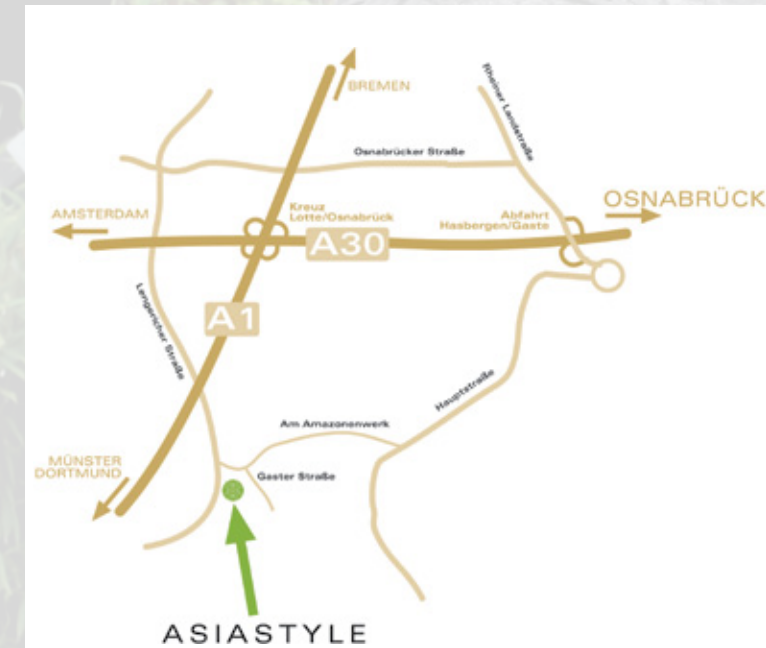 BREMEN
Rheiner Landstraße
Osnabrücker Straße
OSNABRÜCK
AMSTERDAM
Kreuz
Lotte/Osnabrück
Abfahrt
Hasbergen/Gaste
A30
A1
Lengericher Straße
Hauptstraße
Am Amazonenwerk
MÜNSTER
DORTMUND
Gaster Straße
ASIASTYLE